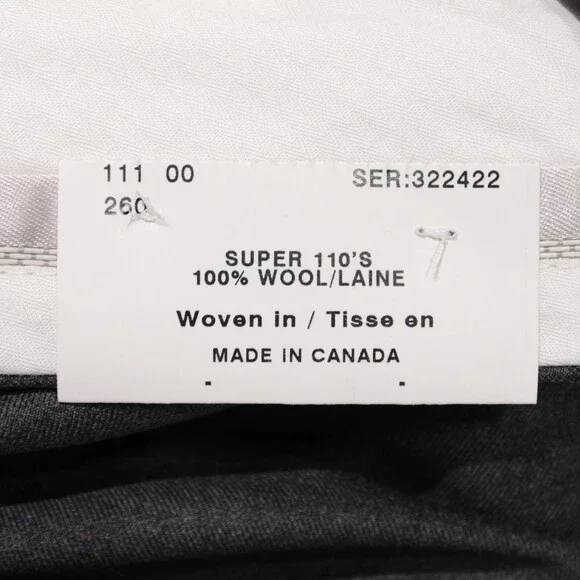 111 00 SER:322422
260
SUPER 110'S
100% WOOL/LAINE
Woven in / Tisse en
MADE IN CANADA